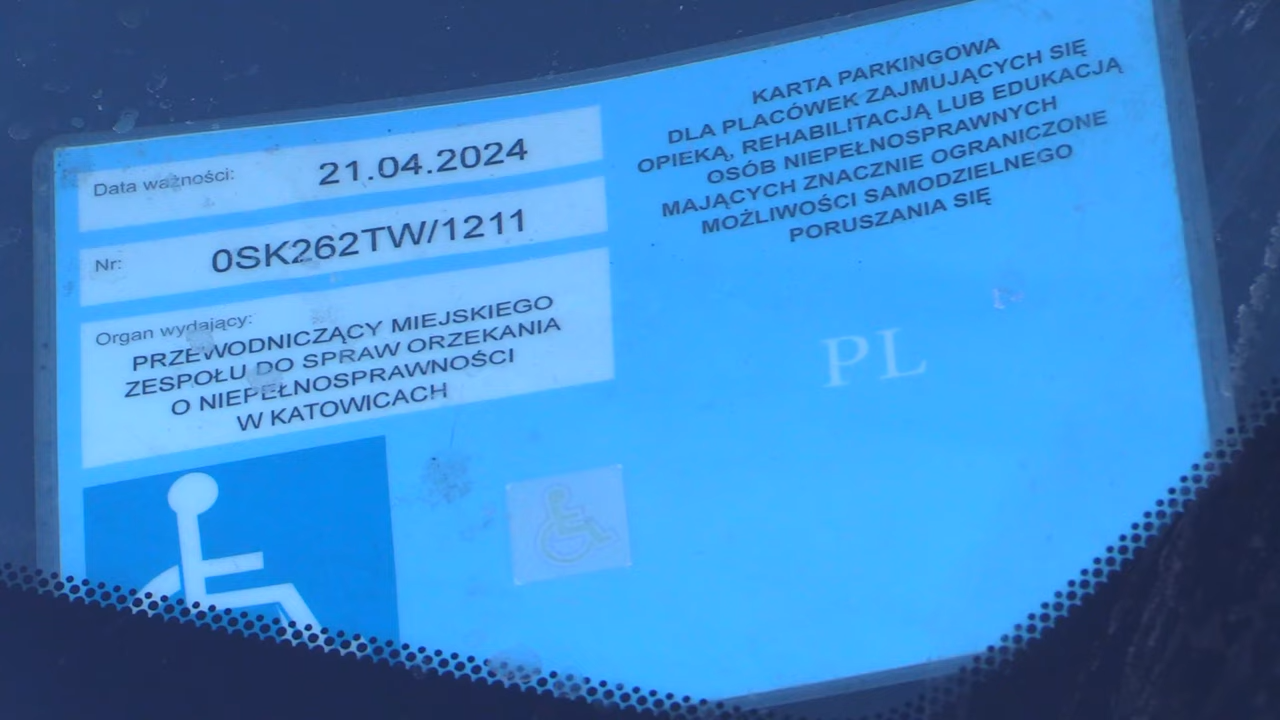 Data ważności: 21.04.2024
Nr: 0SK262TW/1211
Organ wydający:
PRZEWODNICZĄCY MIEJSKIEGO
ZESPOŁU DO SPRAW ORZEKANIA
O NIEPEŁNOSPRAWNOŚCI
W KATOWICACH
KARTA PARKINGOWA
DLA PLACÓWEK ZAJMUJĄCYCH SIĘ
OPIEKĄ, REHABILITACJĄ LUB EDUKACJĄ
OSÓB NIEPEŁNOSPRAWNYCH
MAJĄCYCH ZNACZNIE OGRANICZONE
MOŻLIWOŚCI SAMODZIELNEGO
PORUSZANIA SIĘ
PL